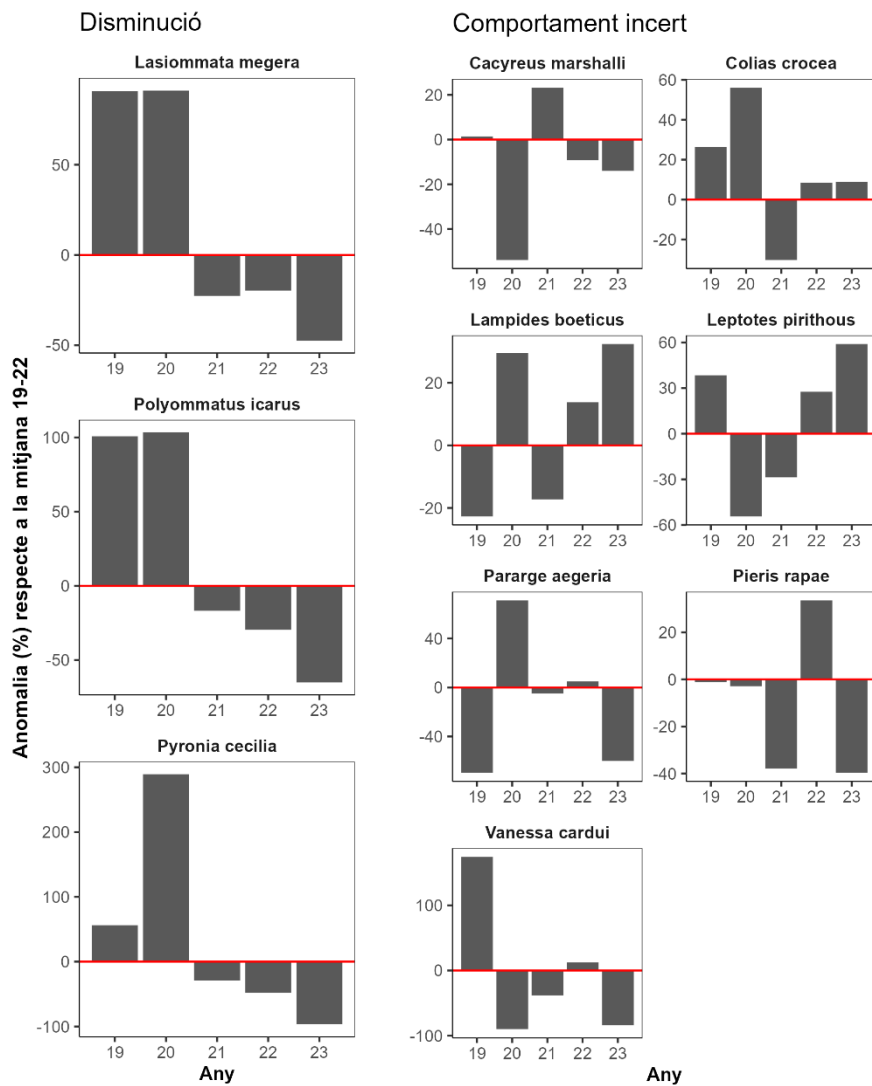 Disminució
Comportament incert
Anomalia (%) respecte a la mitjana 19-22
Lasiommata megera
50
0
-50
19 20 21 22 23
Polyommatus icarus
100
50
0
-50
19 20 21 22 23
Pyronia cecilia
300
200
100
0
-100
19 20 21 22 23
Any
Cacyreus marshalli
20
0
-20
-40
19 20 21 22 23
Colias crocea
60
40
20
0
-20
19 20 21 22 23
Lampides boeticus
20
0
-20
19 20 21 22 23
Leptotes pirithous
60
30
0
-30
-60
19 20 21 22 23
Pararge aegeria
40
0
-40
19 20 21 22 23
Pieris rapae
20
0
-20
-40
19 20 21 22 23
Vanessa cardui
100
0
-100
19 20 21 22 23
Any